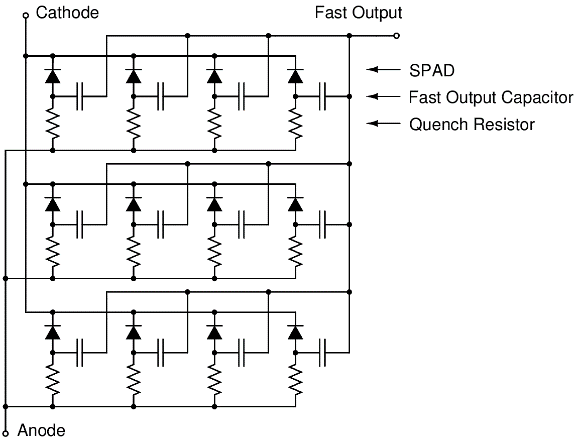 Cathode
Fast Output
SPAD
Fast Output Capacitor
Quench Resistor
Anode